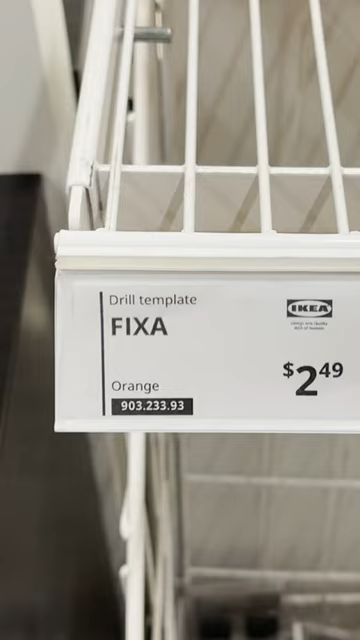 Drill template
FIXA
IKEA
Orange
903.233.93
$2 49